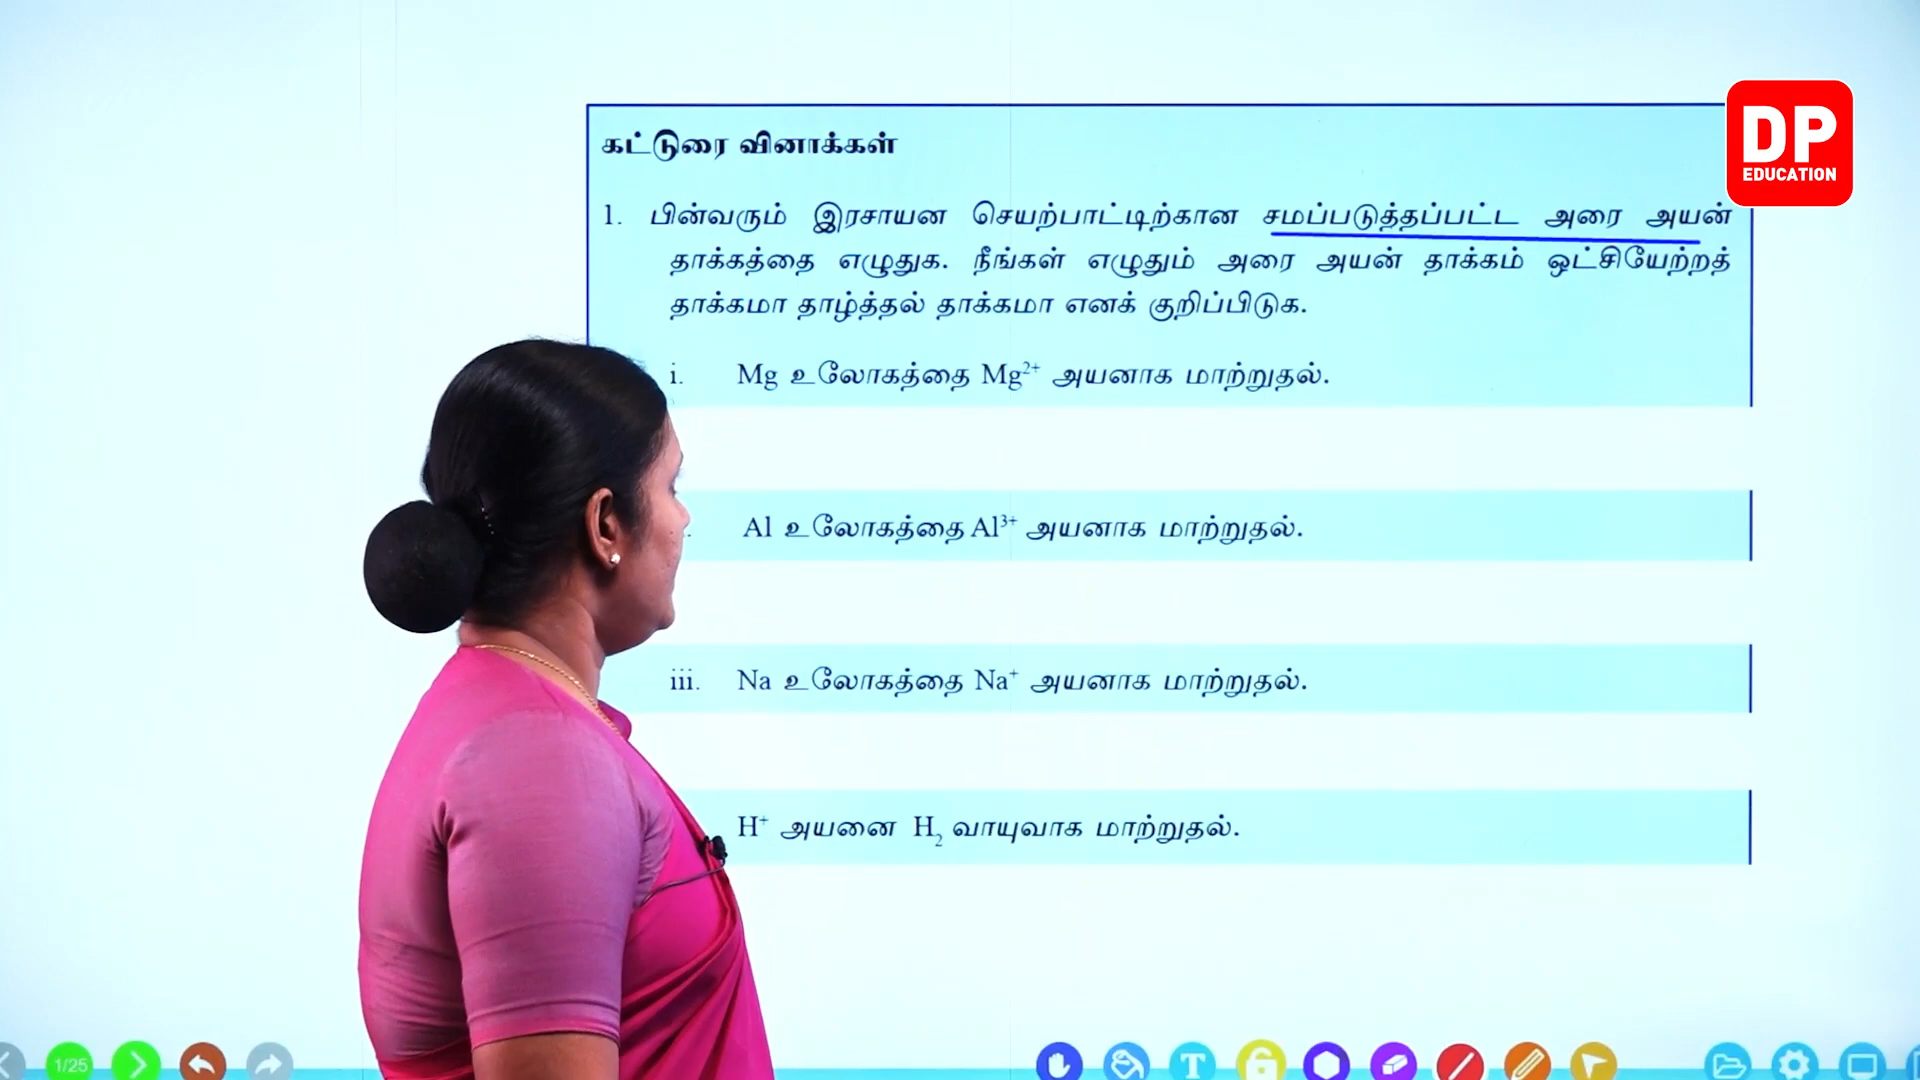 DP
EDUCATION
கட்டுரை வினாக்கள்
1. பின்வரும் இரசாயன செயற்பாட்டிற்கான சமப்படுத்தப்பட்ட அரை அயன்
தாக்கத்தை எழுதுக. நீங்கள் எழுதும் அரை அயன் தாக்கம் ஒட்சியேற்றத்
தாக்கமா தாழ்த்தல் தாக்கமா எனக் குறிப்பிடுக.
i. Mg உலோகத்தை Mg²⁺ அயனாக மாற்றுதல்.
Al உலோகத்தை Al³⁺ அயனாக மாற்றுதல்.
iii. Na உலோகத்தை Na⁺ அயனாக மாற்றுதல்.
H⁺ அயனை H₂ வாயுவாக மாற்றுதல்.
1/25
T